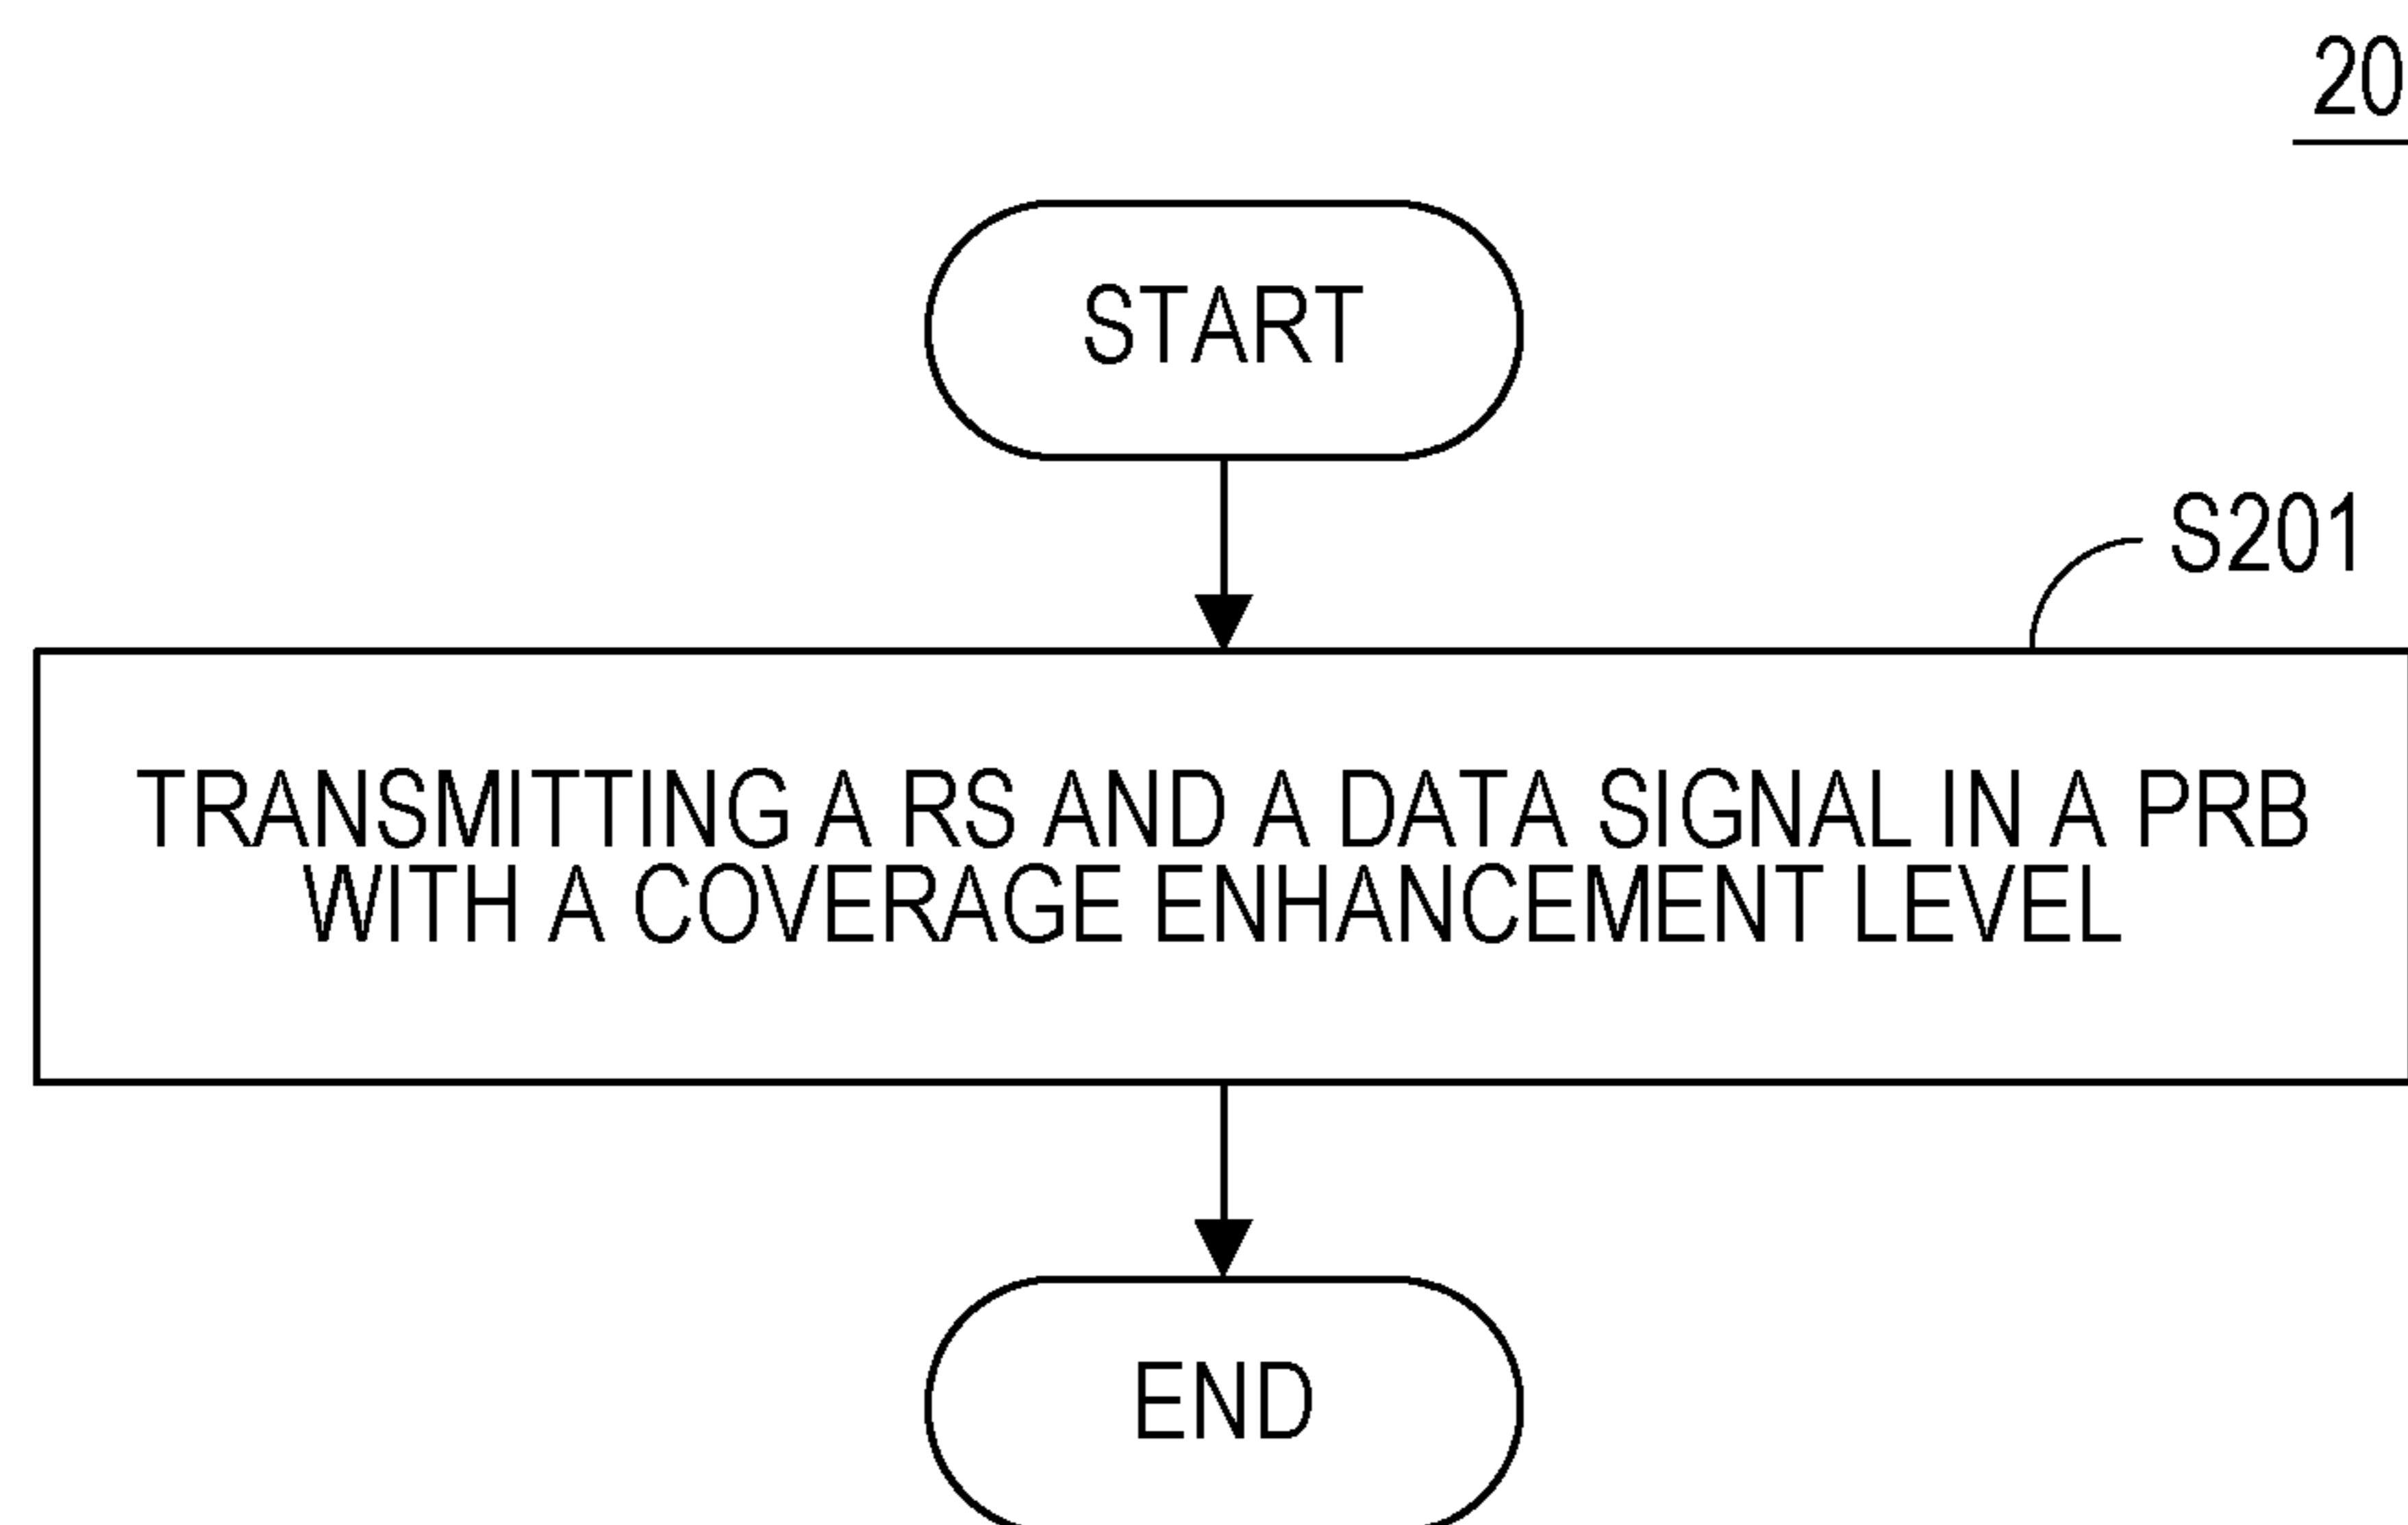 20
START
S201
TRANSMITTING A RS AND A DATA SIGNAL IN A PRB
WITH A COVERAGE ENHANCEMENT LEVEL
END